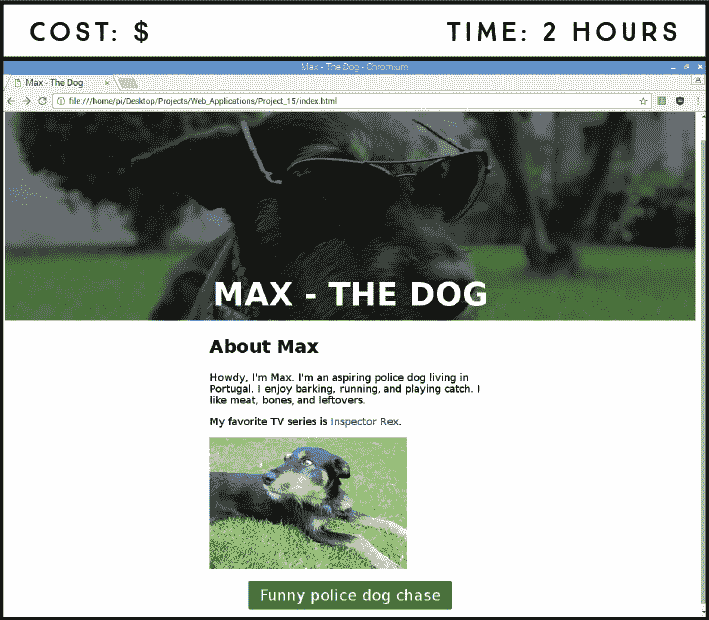 COST: $
TIME: 2 HOURS
Max - The Dog - Chromium
Max - The Dog
file:///home/pi/Desktop/Projects/Web_Applications/Project_15/index.html
MAX - THE DOG
About Max
Howdy, I'm Max. I'm an aspiring police dog living in
Portugal. I enjoy barking, running, and playing catch. I
like meat, bones, and leftovers.
My favorite TV series is Inspector Rex.
Funny police dog chase